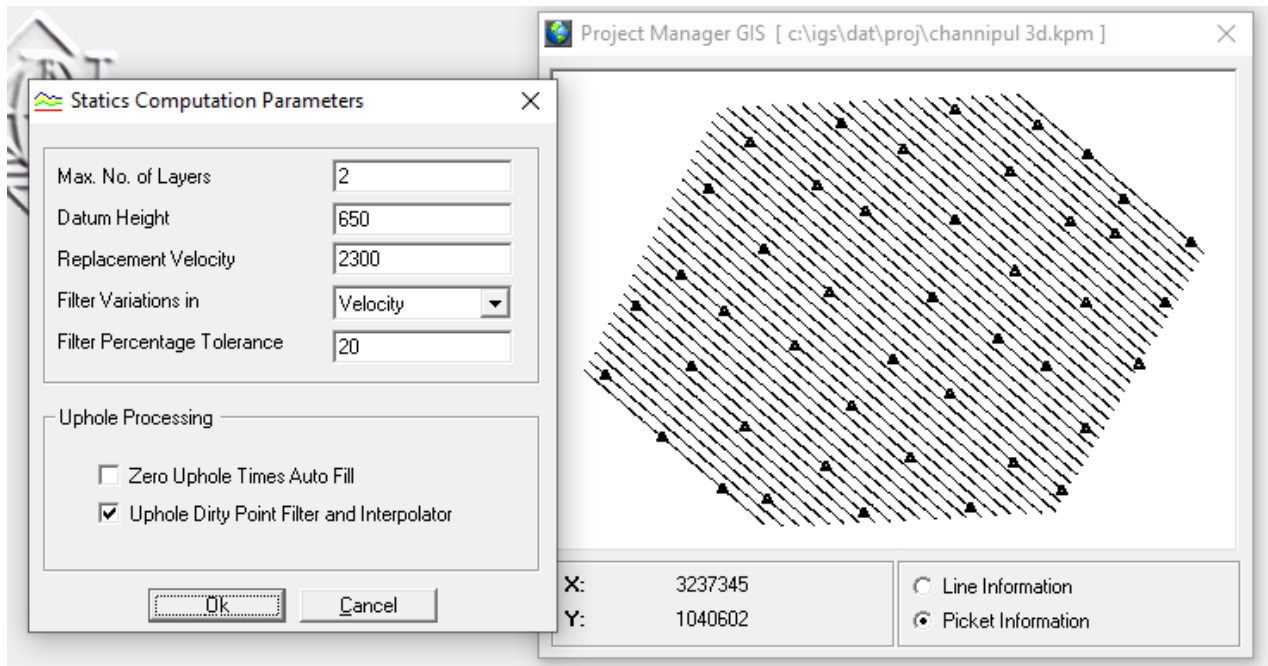 Project Manager GIS [ c:\igs\dat\proj\channipul 3d.kpm ]
Statics Computation Parameters
Max. No. of Layers 2
Datum Height 650
Replacement Velocity 2300
Filter Variations in Velocity
Filter Percentage Tolerance 20
Uphole Processing
Zero Uphole Times Auto Fill
Uphole Dirty Point Filter and Interpolator
Ok Cancel
X: 3237345
Y: 1040602
Line Information
Picket Information